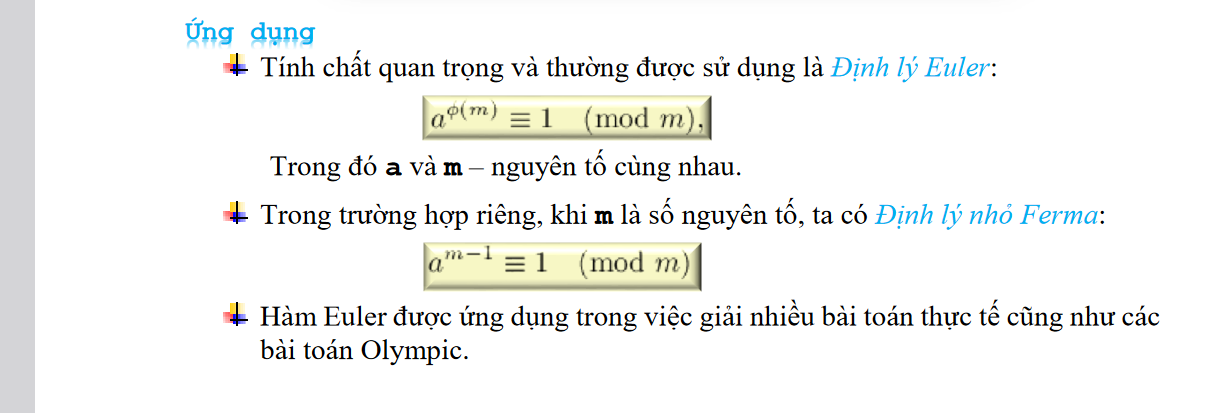 Ứng dụng
Tính chất quan trọng và thường được sử dụng là Định lý Euler:
a^{ϕ(m)} ≡ 1 (mod m),
Trong đó a và m – nguyên tố cùng nhau.
Trong trường hợp riêng, khi m là số nguyên tố, ta có Định lý nhỏ Ferma:
a^{m−1} ≡ 1 (mod m)
Hàm Euler được ứng dụng trong việc giải nhiều bài toán thực tế cũng như các
bài toán Olympic.